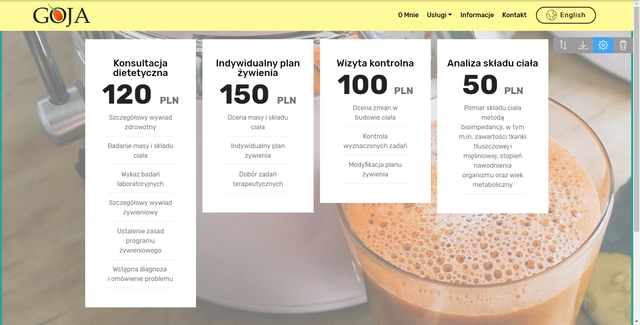 GOJA
O Mnie Usługi Informacje Kontakt English
Konsultacja
dietetyczna
120 PLN
Szczegółowy wywiad
zdrowotny
Badanie masy i składu
ciała
Wykaz badań
laboratoryjnych
Szczegółowy wywiad
żywieniowy
Ustalenie zasad
programu
żywieniowego
Wstępna diagnoza
i omówienie problemu
Indywidualny plan
żywienia
150 PLN
Ocena masy i składu
ciała
Indywidualny plan
żywienia
Dobór zadań
terapeutycznych
Wizyta kontrolna
100 PLN
Ocena zmian w
budowie ciała
Kontrola
wyznaczonych zadań
Modyfikacja planu
żywienia
Analiza składu ciała
50 PLN
Pomiar składu ciała
metodą
bioimpedancji, w tym
m.in. zawartości tkanki
tłuszczowej i
mięśniowej, stopień
nawodnienia
organizmu oraz wiek
metaboliczny